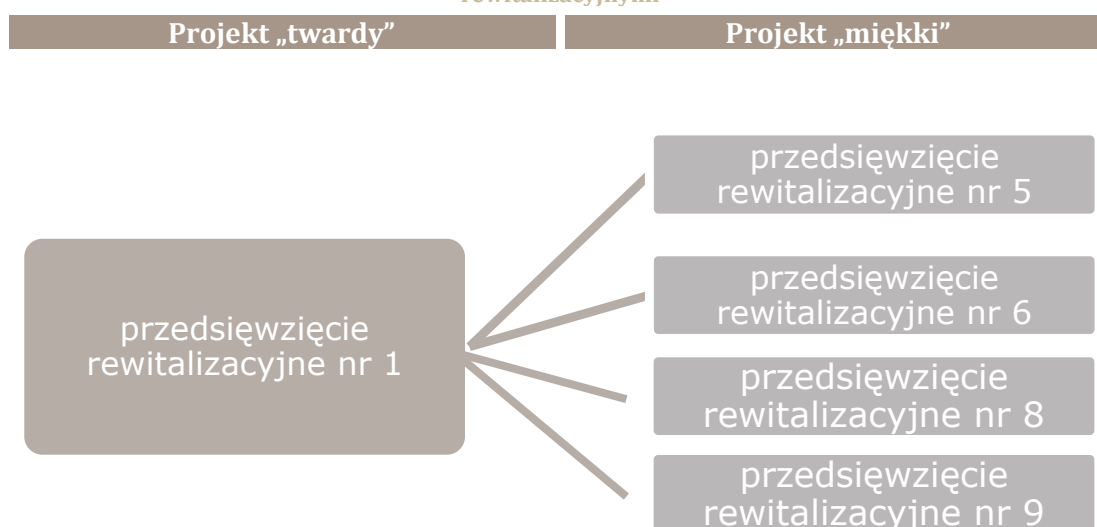 Projekt „twardy”
Projekt „miękki”
przedsięwzięcie
rewitalizacyjne nr 1
przedsięwzięcie
rewitalizacyjne nr 5
przedsięwzięcie
rewitalizacyjne nr 6
przedsięwzięcie
rewitalizacyjne nr 8
przedsięwzięcie
rewitalizacyjne nr 9